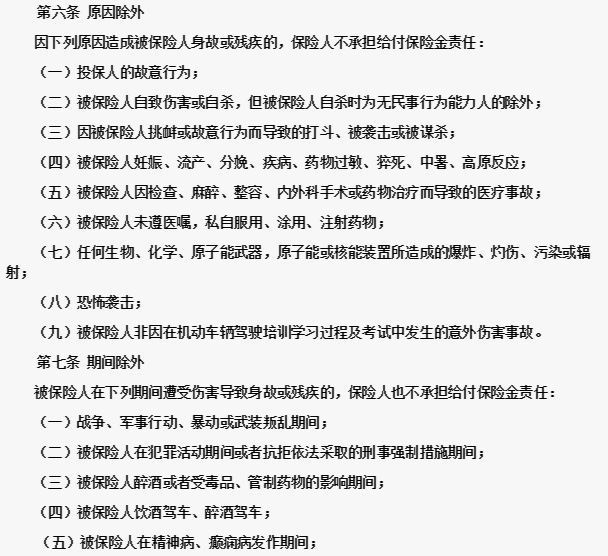 第六条 原因除外
因下列原因造成被保险人身故或残疾的，保险人不承担给付保险金责任：
（一）投保人的故意行为；
（二）被保险人自致伤害或自杀，但被保险人自杀时为无民事行为能力人的除外；
（三）因被保险人挑衅或故意行为而导致的打斗、被袭击或被谋杀；
（四）被保险人妊娠、流产、分娩、疾病、药物过敏、猝死、中暑、高原反应；
（五）被保险人因检查、麻醉、整容、内外科手术或药物治疗而导致的医疗事故；
（六）被保险人未遵医嘱，私自服用、涂用、注射药物；
（七）任何生物、化学、原子能武器，原子能或核能装置所造成的爆炸、灼伤、污染或辐
射；
（八）恐怖袭击；
（九）被保险人非因在机动车辆驾驶培训学习过程及考试中发生的意外伤害事故。
第七条 期间除外
被保险人在下列期间遭受伤害导致身故或残疾的，保险人也不承担给付保险金责任：
（一）战争、军事行动、暴动或武装叛乱期间；
（二）被保险人在犯罪活动期间或者抗拒依法采取的刑事强制措施期间；
（三）被保险人醉酒或者受毒品、管制药物的影响期间；
（四）被保险人饮酒驾车、醉酒驾车；
（五）被保险人在精神病、癫痫病发作期间；